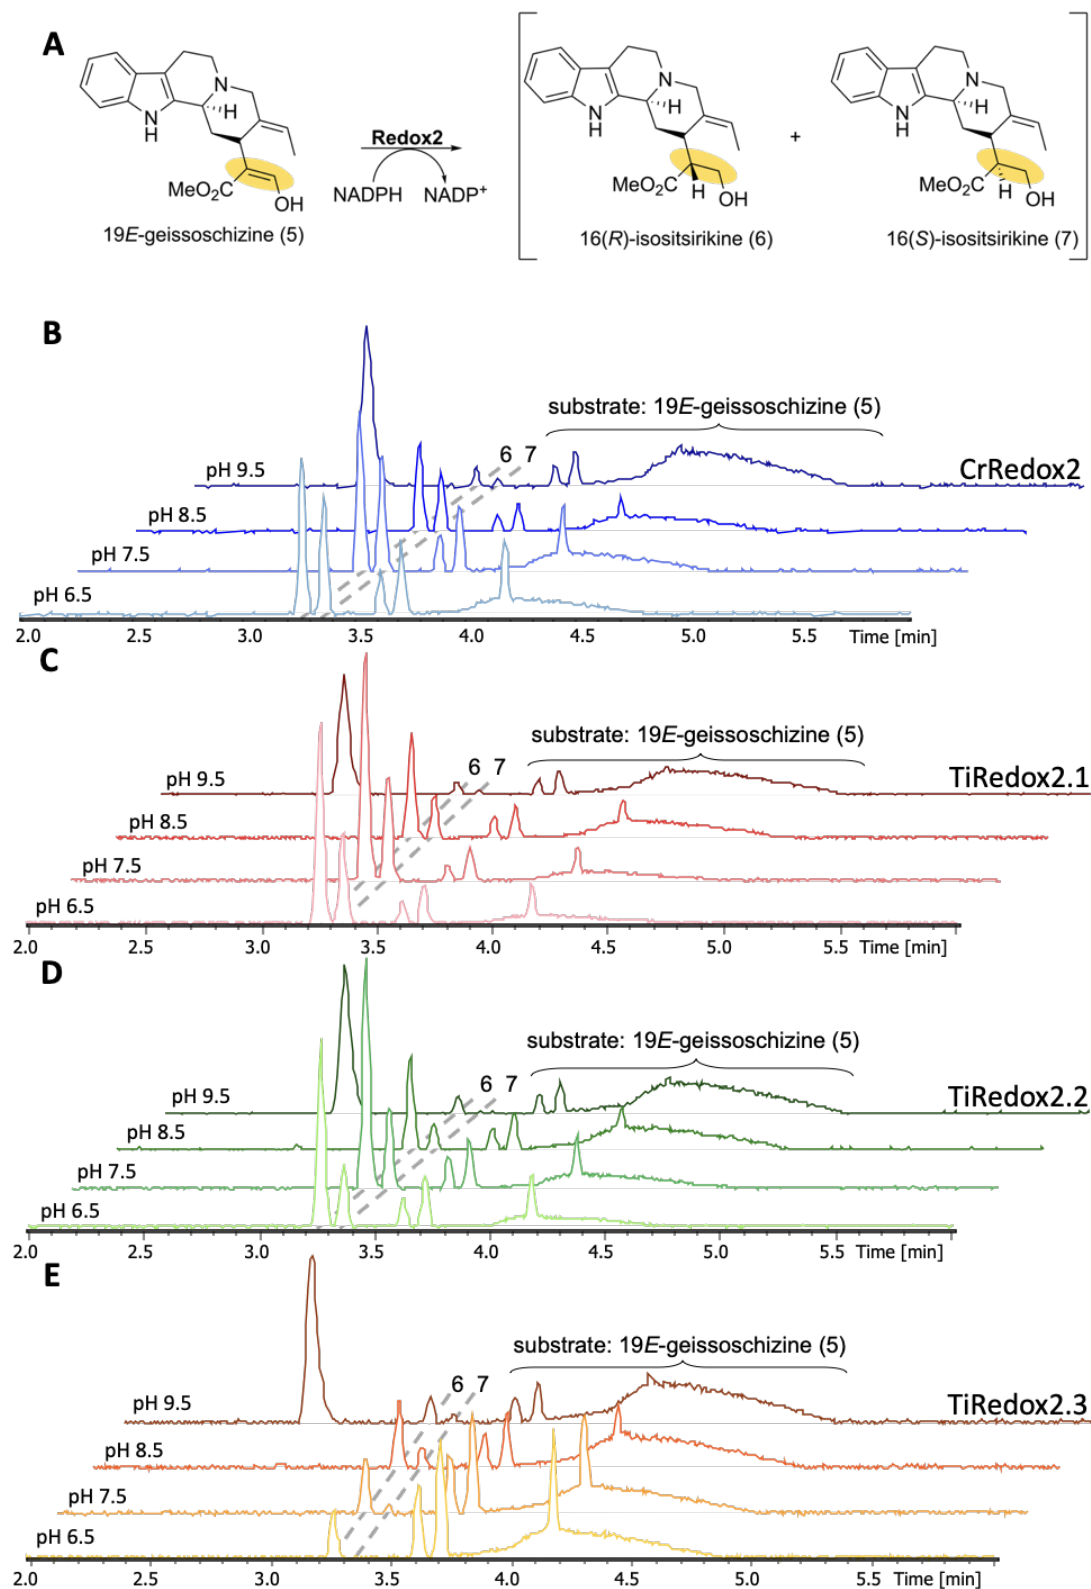 A
N
H
N
H
MeO₂C
OH
19E-geissoschizine (5)
Redox2
NADPH
NADP⁺
N
H
N
H
MeO₂C
H
OH
16(R)-isositsirikine (6)
+
N
H
N
H
MeO₂C
H
OH
16(S)-isositsirikine (7)
B
substrate: 19E-geissoschizine (5)
6 7
pH 9.5
CrRedox2
pH 8.5
pH 7.5
pH 6.5
2.0 2.5 3.0 3.5 4.0 4.5 5.0 5.5 Time [min]
C
substrate: 19E-geissoschizine (5)
6 7
pH 9.5
TiRedox2.1
pH 8.5
pH 7.5
pH 6.5
2.0 2.5 3.0 3.5 4.0 4.5 5.0 5.5 Time [min]
D
substrate: 19E-geissoschizine (5)
6 7
pH 9.5
TiRedox2.2
pH 8.5
pH 7.5
pH 6.5
2.0 2.5 3.0 3.5 4.0 4.5 5.0 5.5 Time [min]
E
substrate: 19E-geissoschizine (5)
6 7
pH 9.5
TiRedox2.3
pH 8.5
pH 7.5
pH 6.5
2.0 2.5 3.0 3.5 4.0 4.5 5.0 5.5 Time [min]